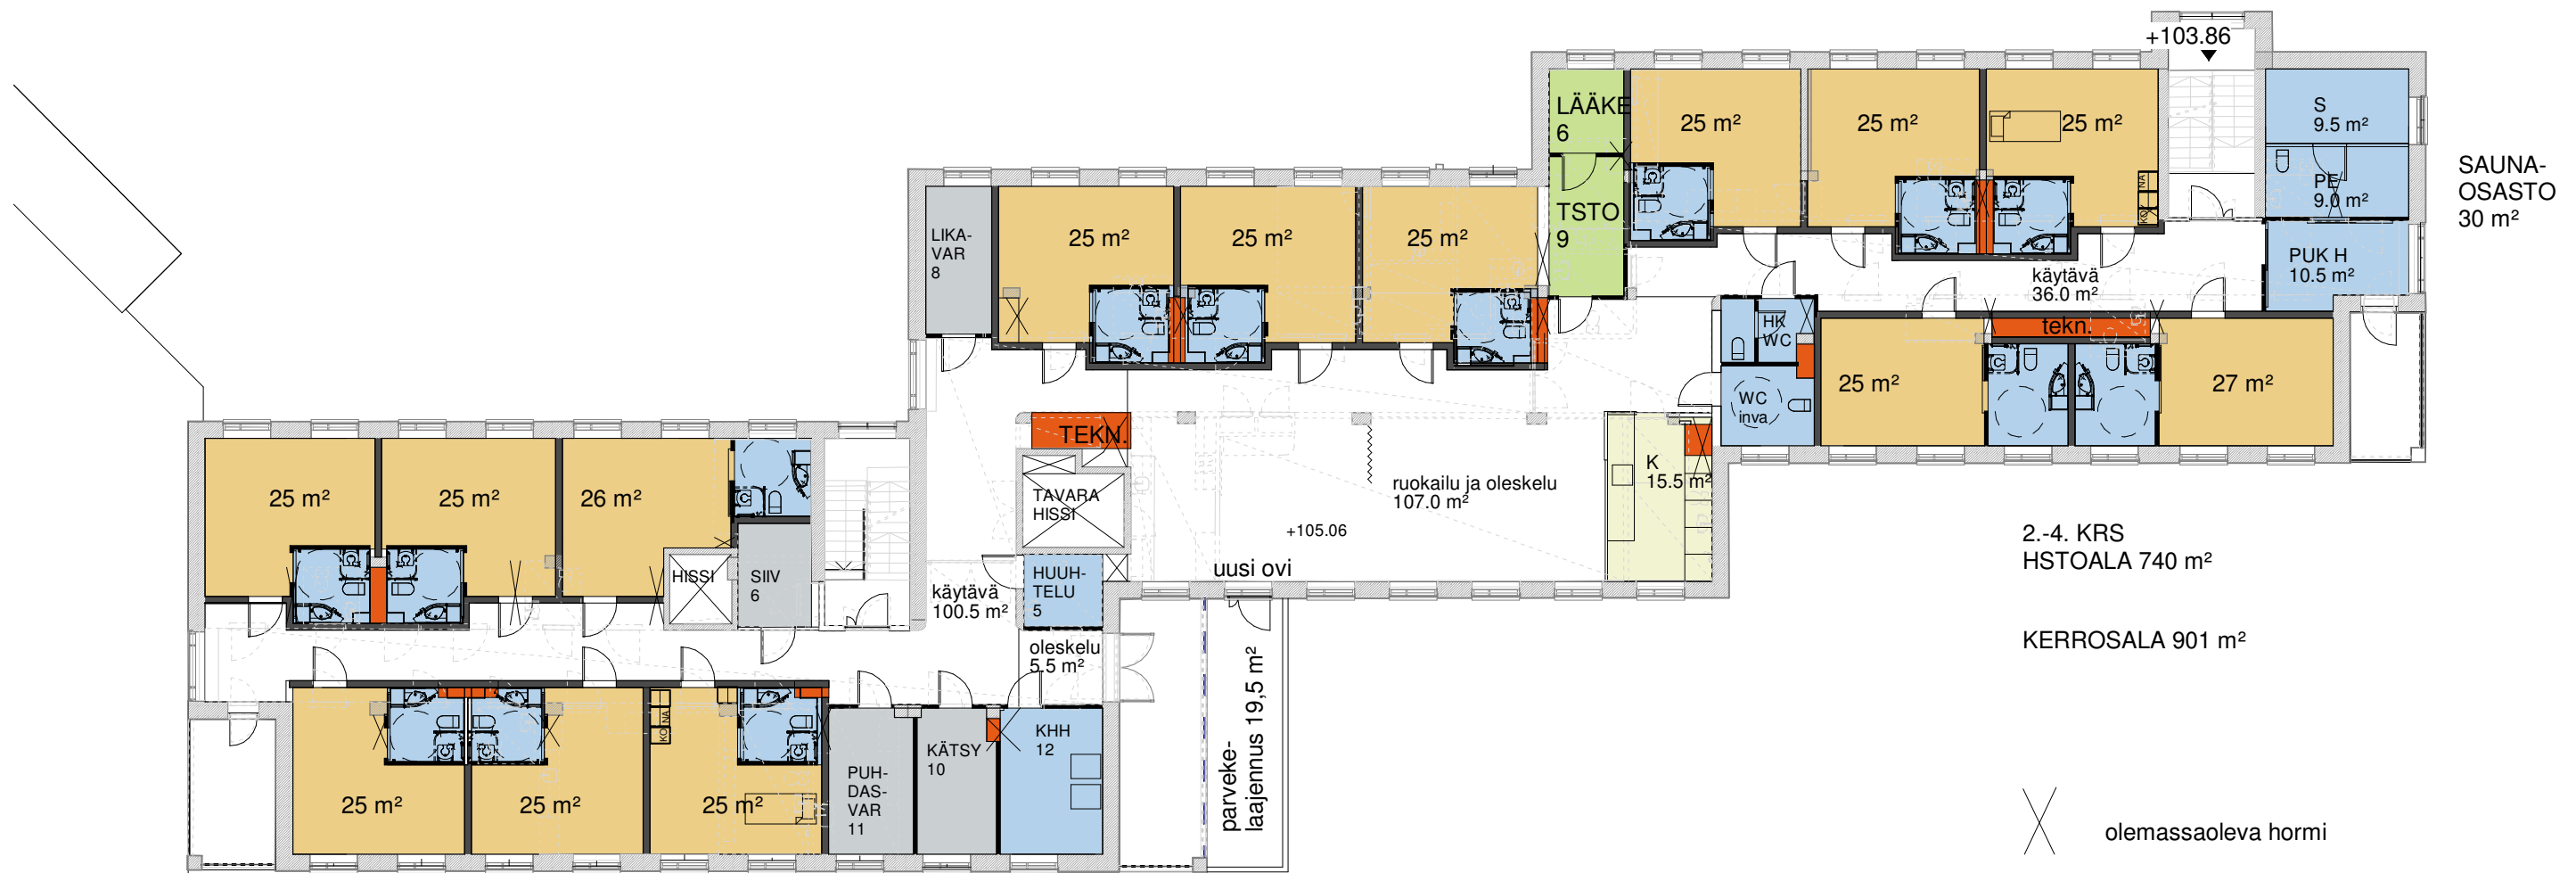 +103.86
LÄÄKE
6
25 m²
25 m²
25 m²
S
9.5 m²
SAUNA-
OSASTO
30 m²
NA
KO
PE
9.0 m²
TSTO
9
LIKA-
VAR
8
25 m²
25 m²
25 m²
PUK H
10.5 m²
käytävä
36.0 m²
HK
WC
tekn.
25 m²
27 m²
WC
inva
TEKN.
K
15.5 m²
ruokailu ja oleskelu
107.0 m²
TAVARA
HISSI
+105.06
25 m²
25 m²
26 m²
2.-4. KRS
HSTOALA 740 m²
HISSI
SIIV
6
HUUH-
TELU
5
uusi ovi
käytävä
100.5 m²
oleskelu
5.5 m²
KERROSALA 901 m²
parveke-
laajennus 19,5 m²
NA
KO
25 m²
25 m²
25 m²
PUH-
DAS-
VAR
11
KÄTSY
10
KHH
12
olemassaoleva hormi